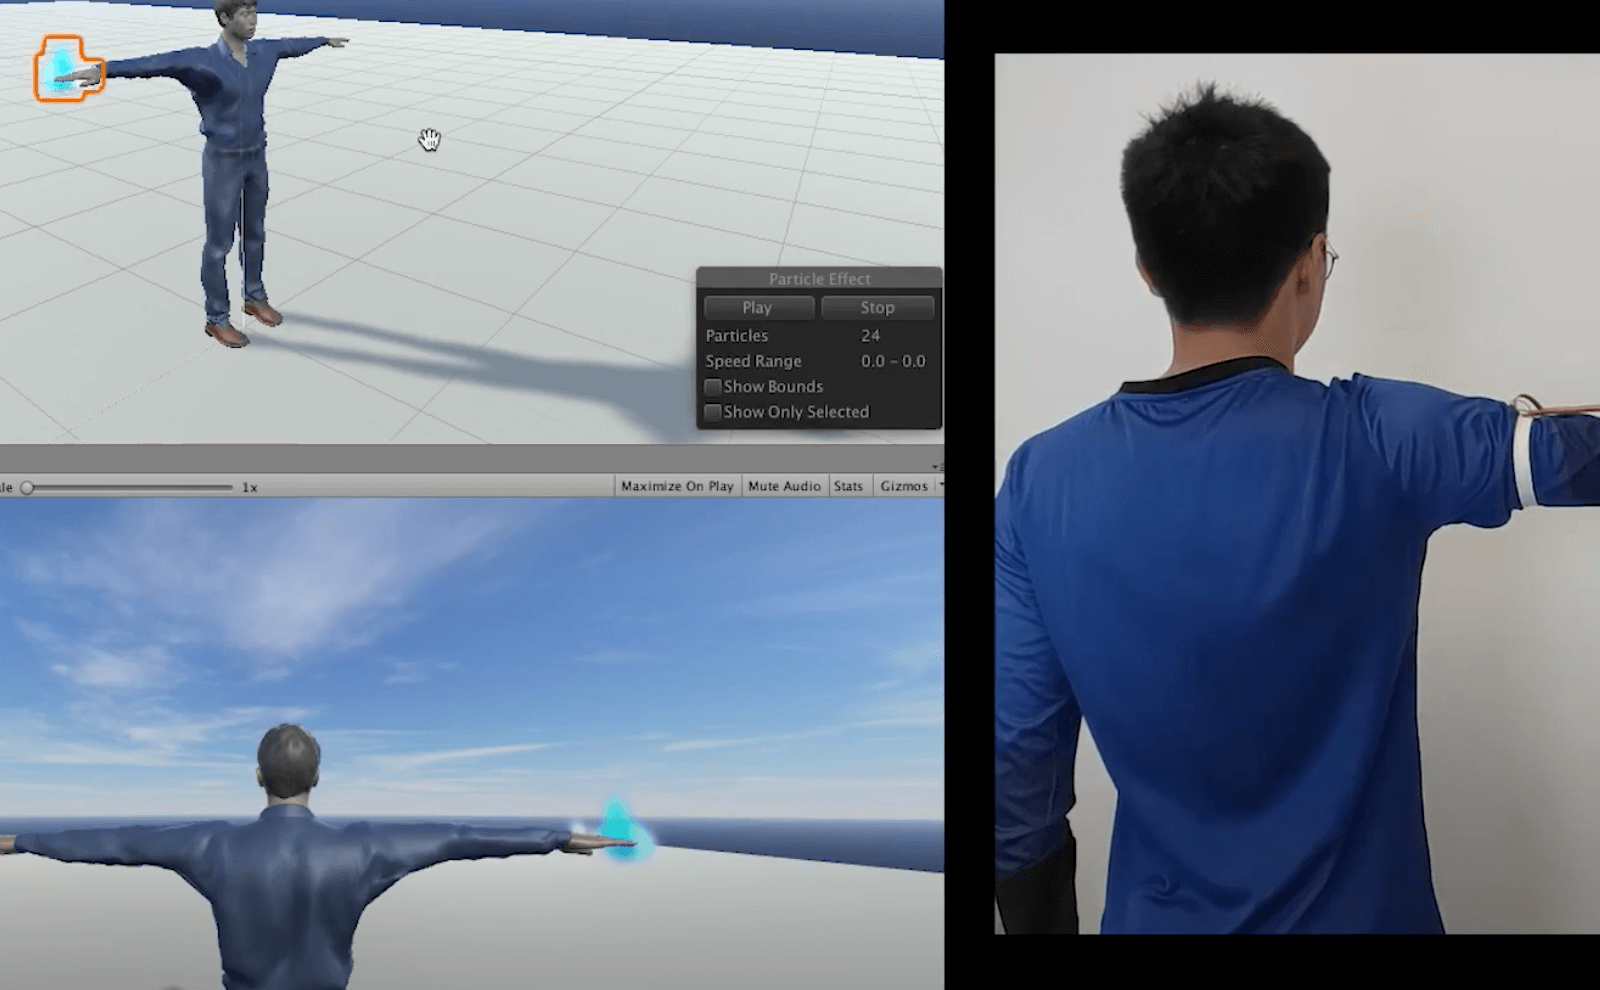 Particle Effect
Play Stop
Particles 24
Speed Range 0.0 – 0.0
Show Bounds
Show Only Selected
le 1x Maximize On Play Mute Audio Stats Gizmos